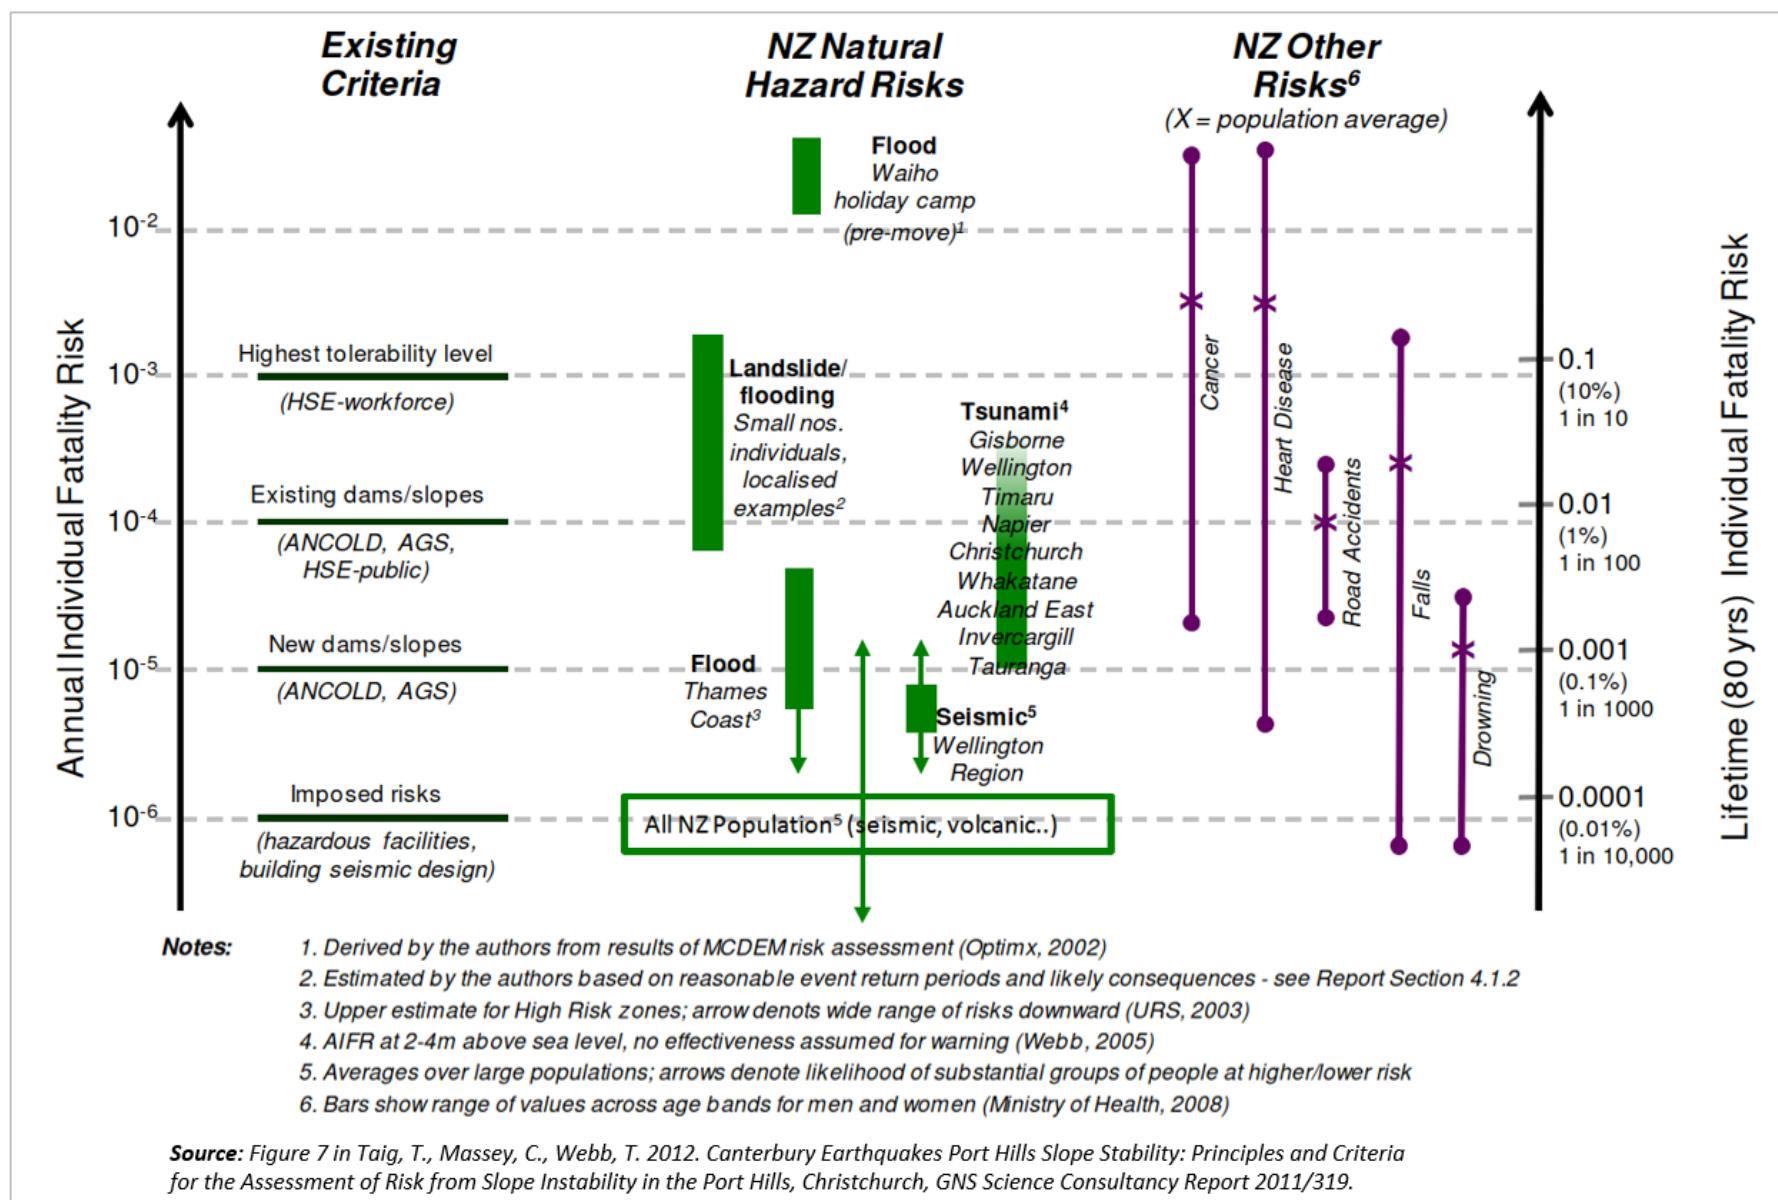 Existing
Criteria
NZ Natural
Hazard Risks
NZ Other
Risks⁶
(X = population average)
Annual Individual Fatality Risk
10⁻²
10⁻³
10⁻⁴
10⁻⁵
10⁻⁶
Highest tolerability level
(HSE-workforce)
Existing dams/slopes
(ANCOLD, AGS,
HSE-public)
New dams/slopes
(ANCOLD, AGS)
Imposed risks
(hazardous facilities,
building seismic design)
Flood
Waiho
holiday camp
(pre-move)¹
Landslide/
flooding
Small nos.
individuals,
localised
examples²
Tsunami⁴
Gisborne
Wellington
Timaru
Napier
Christchurch
Whakatane
Auckland East
Invercargill
Tauranga
Flood
Thames
Coast³
Seismic⁵
Wellington
Region
All NZ Population⁵ (seismic, volcanic..)
Cancer
Heart Disease
Road Accidents
Falls
Drowning
0.1
(10%)
1 in 10
0.01
(1%)
1 in 100
0.001
(0.1%)
1 in 1000
0.0001
(0.01%)
1 in 10,000
Lifetime (80 yrs) Individual Fatality Risk
Notes:
1. Derived by the authors from results of MCDEM risk assessment (Optimx, 2002)
2. Estimated by the authors based on reasonable event return periods and likely consequences - see Report Section 4.1.2
3. Upper estimate for High Risk zones; arrow denots wide range of risks downward (URS, 2003)
4. AIFR at 2-4m above sea level, no effectiveness assumed for warning (Webb, 2005)
5. Averages over large populations; arrows denote likelihood of substantial groups of people at higher/lower risk
6. Bars show range of values across age bands for men and women (Ministry of Health, 2008)
Source: Figure 7 in Taig, T., Massey, C., Webb, T. 2012. Canterbury Earthquakes Port Hills Slope Stability: Principles and Criteria
for the Assessment of Risk from Slope Instability in the Port Hills, Christchurch, GNS Science Consultancy Report 2011/319.